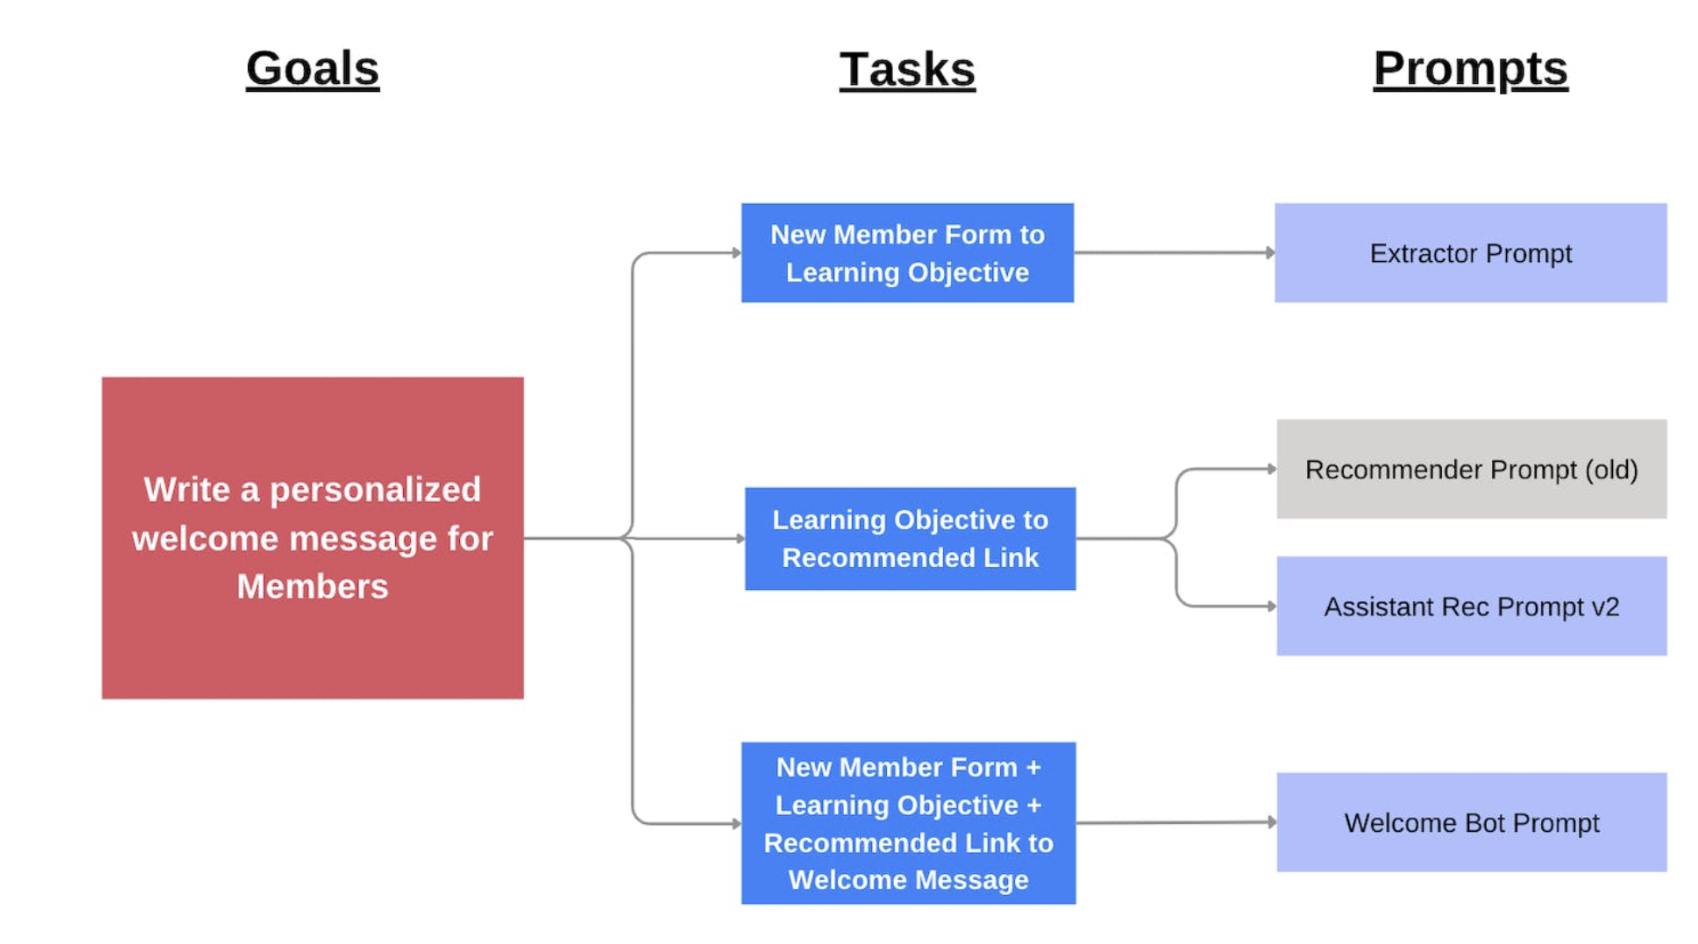 Goals
Tasks
Prompts
New Member Form to
Learning Objective
Extractor Prompt
Write a personalized
welcome message for
Members
Learning Objective to
Recommended Link
Recommender Prompt (old)
Assistant Rec Prompt v2
New Member Form +
Learning Objective +
Recommended Link to
Welcome Message
Welcome Bot Prompt